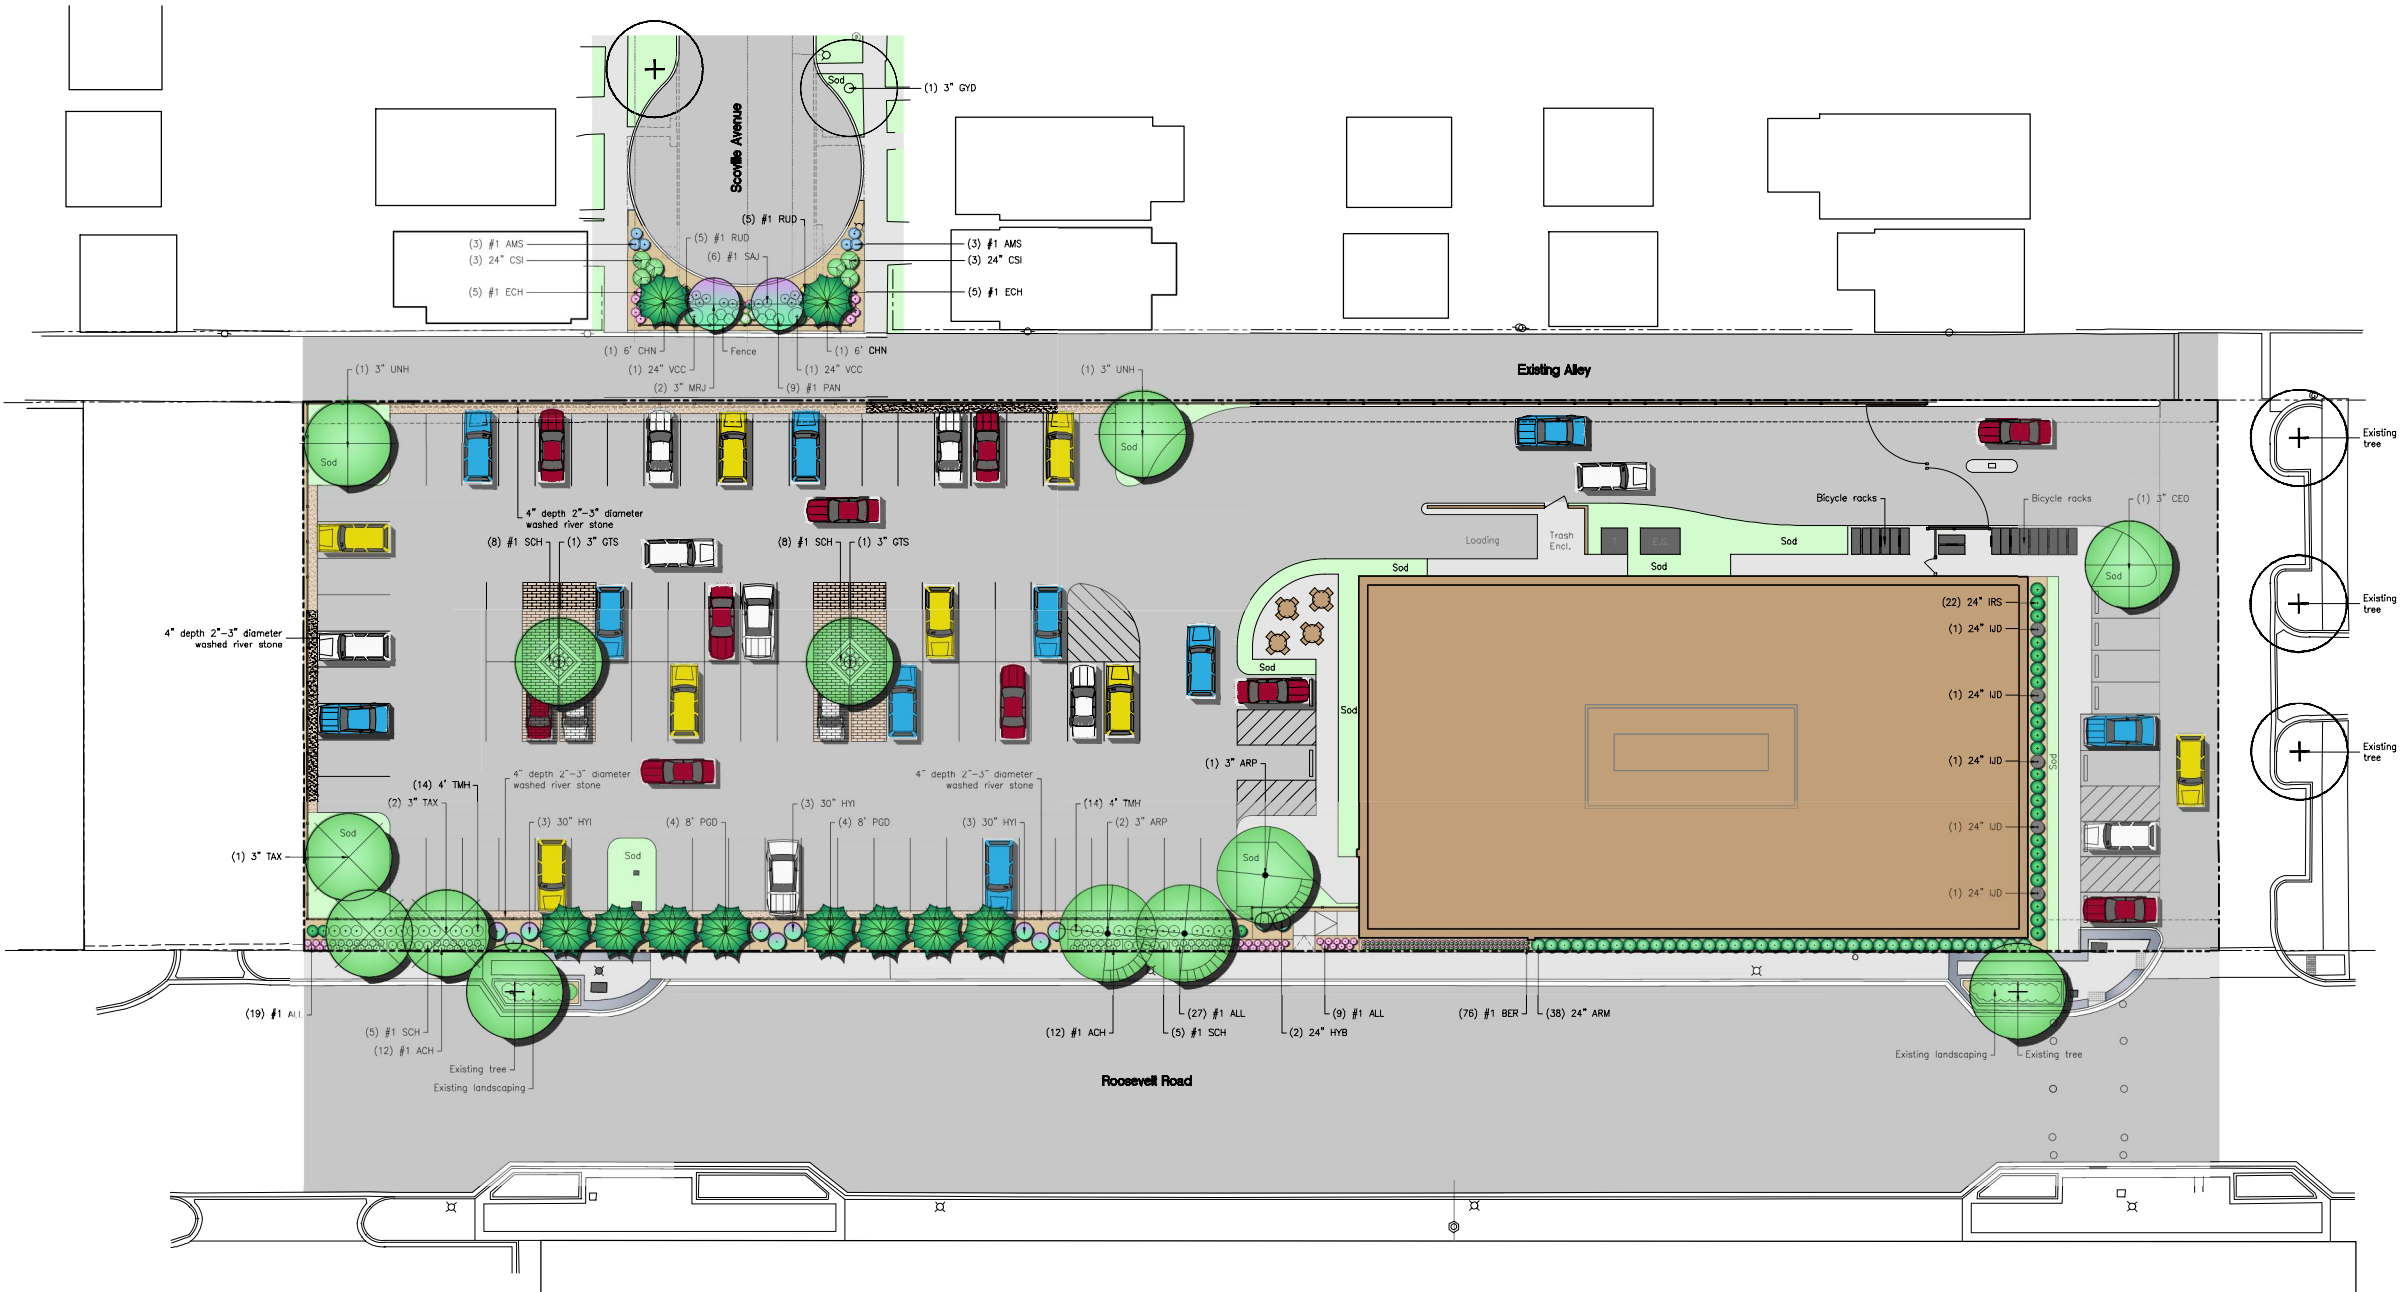 Sod
(1) 3" GYD
Scoville Avenue
(5) #1 RUD
(5) #1 RUD
(3) #1 AMS
(3) #1 AMS
(6) #1 SAJ
(3) 24" CSI
(3) 24" CSI
(5) #1 ECH
(5) #1 ECH
(1) 6' CHN
Fence
(1) 6' CHN
(1) 24" VCC
(1) 24" VCC
(2) 3" MRJ
(9) #1 PAN
(1) 3" UNH
(1) 3" UNH
Existing Alley
Existing
tree
Sod
Sod
4" depth 2"-3" diameter
washed river stone
Bicycle racks
Bicycle racks
(1) 3" CEO
(8) #1 SCH
(1) 3" GTS
(8) #1 SCH
(1) 3" GTS
Loading
Trash
Encl.
T
E.G.
Sod
Sod
Sod
Sod
Existing
tree
(22) 24" IRS
4" depth 2"-3" diameter
washed river stone
(1) 24" IJD
Sod
(1) 24" IJD
Sod
Existing
tree
(1) 3" ARP
(1) 24" IJD
Sod
4" depth 2"-3" diameter
washed river stone
4" depth 2"-3" diameter
washed river stone
(14) 4' TMH
(2) 3" TAX
(3) 30" HYI
(14) 4' TMH
(3) 30" HYI
(4) 8' PGD
(4) 8' PGD
(3) 30" HYI
(2) 3" ARP
(1) 24" IJD
Sod
(1) 3" TAX
Sod
Sod
(1) 24" IJD
(19) #1 ALL
(27) #1 ALL
(9) #1 ALL
(76) #1 BER
(38) 24" ARM
(5) #1 SCH
(12) #1 ACH
(12) #1 ACH
(5) #1 SCH
(2) 24" HYB
Existing tree
Existing landscaping
Existing landscaping
Existing tree
Roosevelt Road